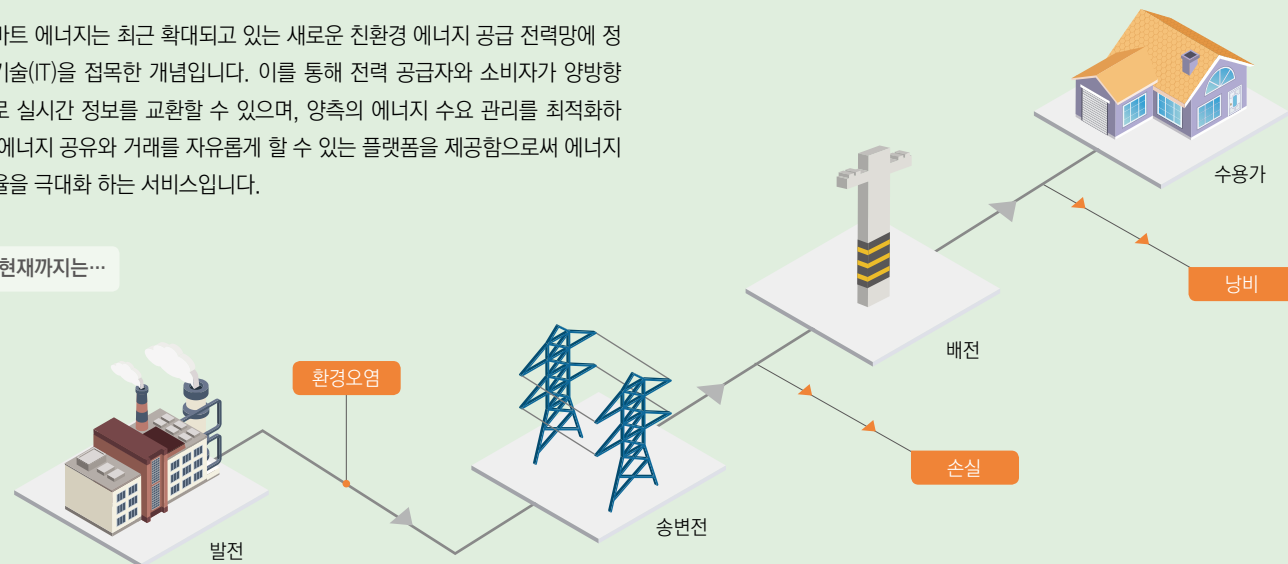 마트 에너지는 최근 확대되고 있는 새로운 친환경 에너지 공급 전력망에 정
기술(IT)을 접목한 개념입니다. 이를 통해 전력 공급자와 소비자가 양방향
로 실시간 정보를 교환할 수 있으며, 양측의 에너지 수요 관리를 최적화하
에너지 공유와 거래를 자유롭게 할 수 있는 플랫폼을 제공함으로써 에너지
율을 극대화 하는 서비스입니다.
현재까지는…
수용가
낭비
배전
환경오염
손실
송변전
발전